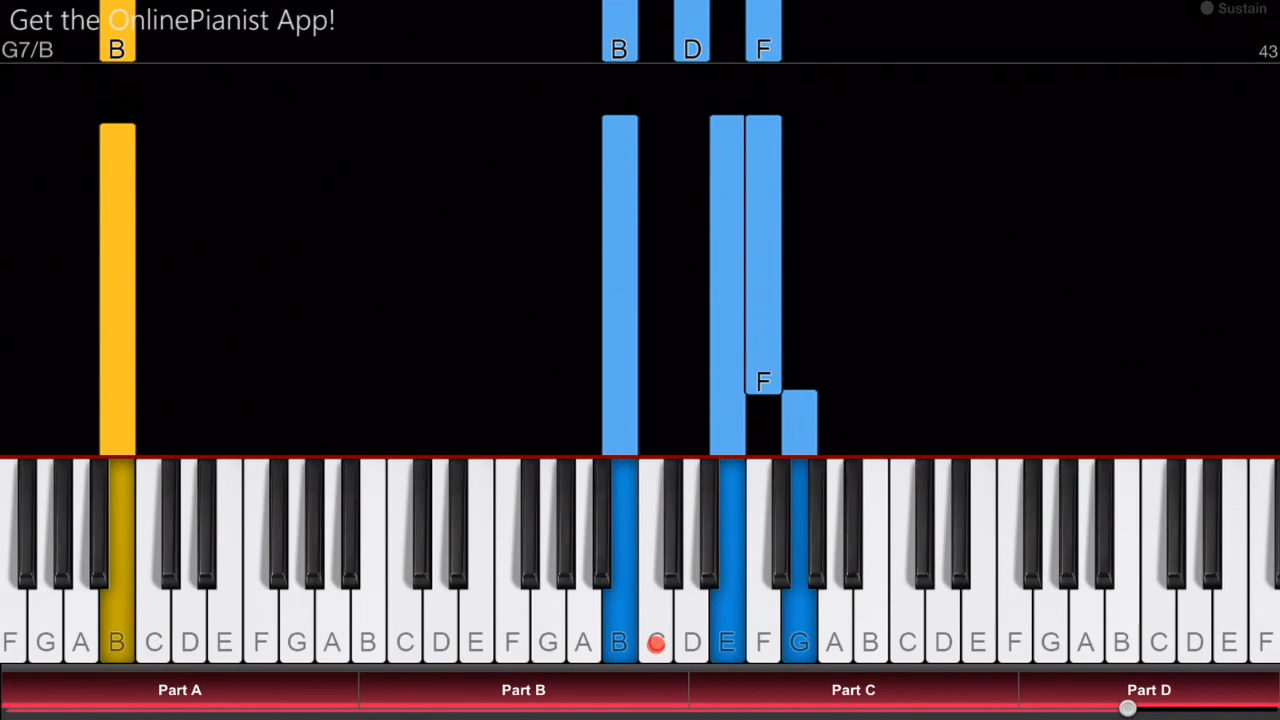 Get the OnlinePianist App!
Sustain
G7/B
B
B
D
F
43
F
F G A B C D E F G A B C D E F G A B C D E F G A B C D E F G A B C D E F
Part A
Part B
Part C
Part D